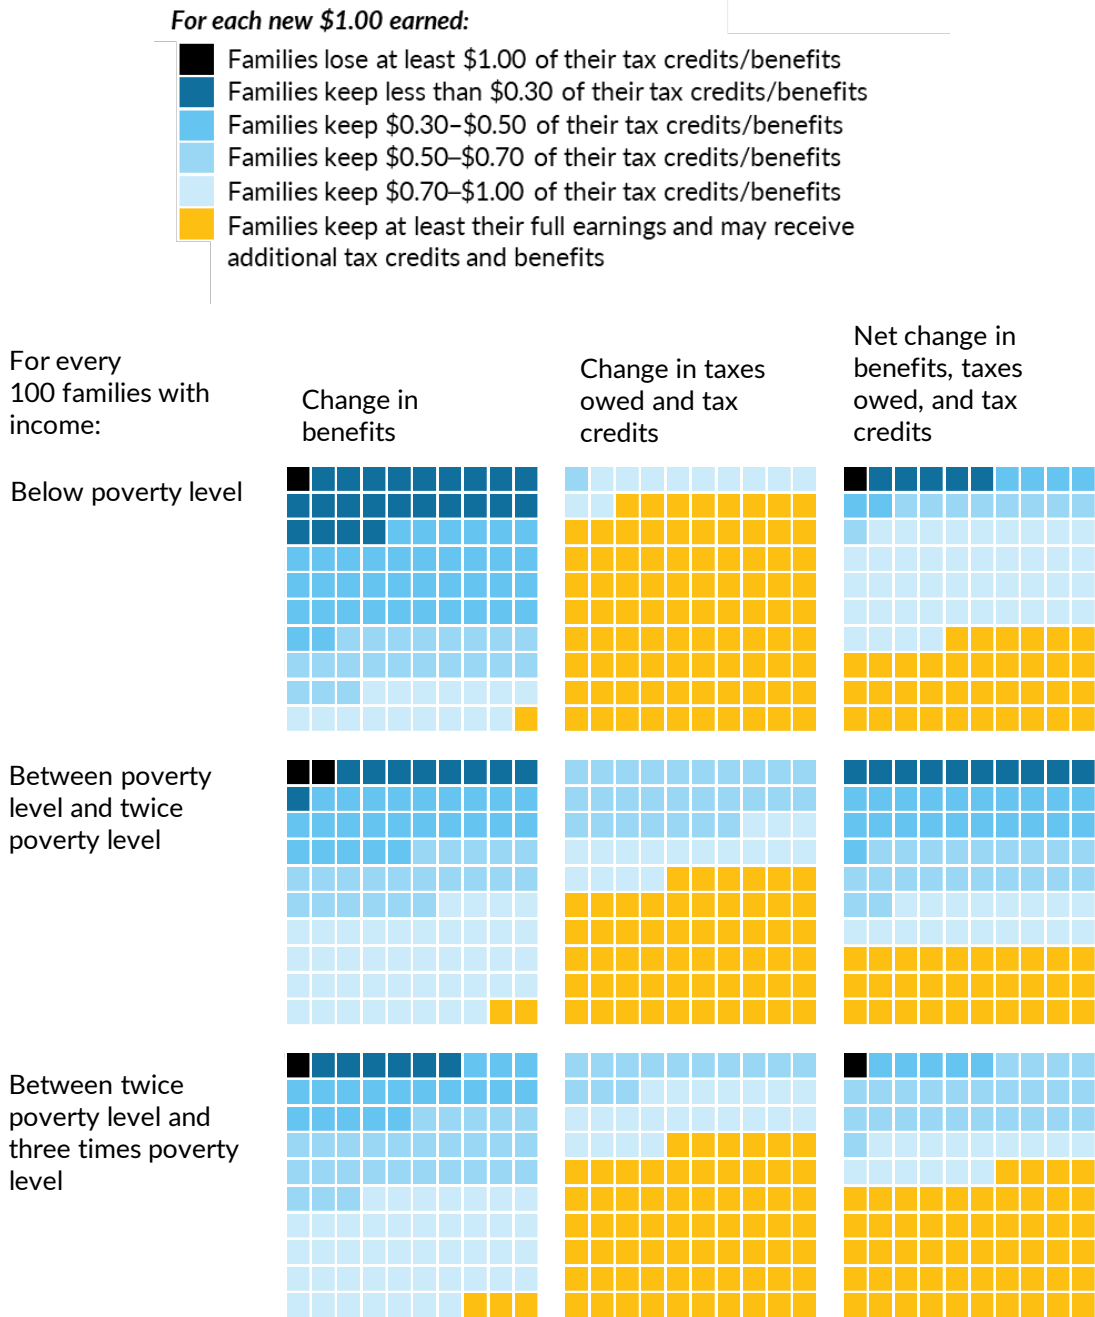 For each new $1.00 earned:
Families lose at least $1.00 of their tax credits/benefits
Families keep less than $0.30 of their tax credits/benefits
Families keep $0.30–$0.50 of their tax credits/benefits
Families keep $0.50–$0.70 of their tax credits/benefits
Families keep $0.70–$1.00 of their tax credits/benefits
Families keep at least their full earnings and may receive
additional tax credits and benefits
For every
100 families with
income:
Change in
benefits
Change in taxes
owed and tax
credits
Net change in
benefits, taxes
owed, and tax
credits
Below poverty level
Between poverty
level and twice
poverty level
Between twice
poverty level and
three times poverty
level